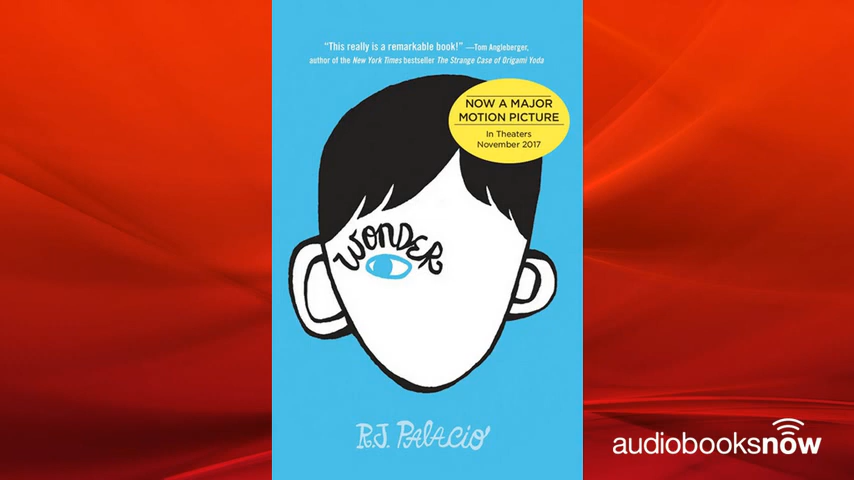 “This really is a remarkable book!” —Tom Angleberger,
author of the New York Times bestseller The Strange Case of Origami Yoda
NOW A MAJOR
MOTION PICTURE
In Theaters
November 2017
WONDER
R.J. PALACIO
audiobooksnow